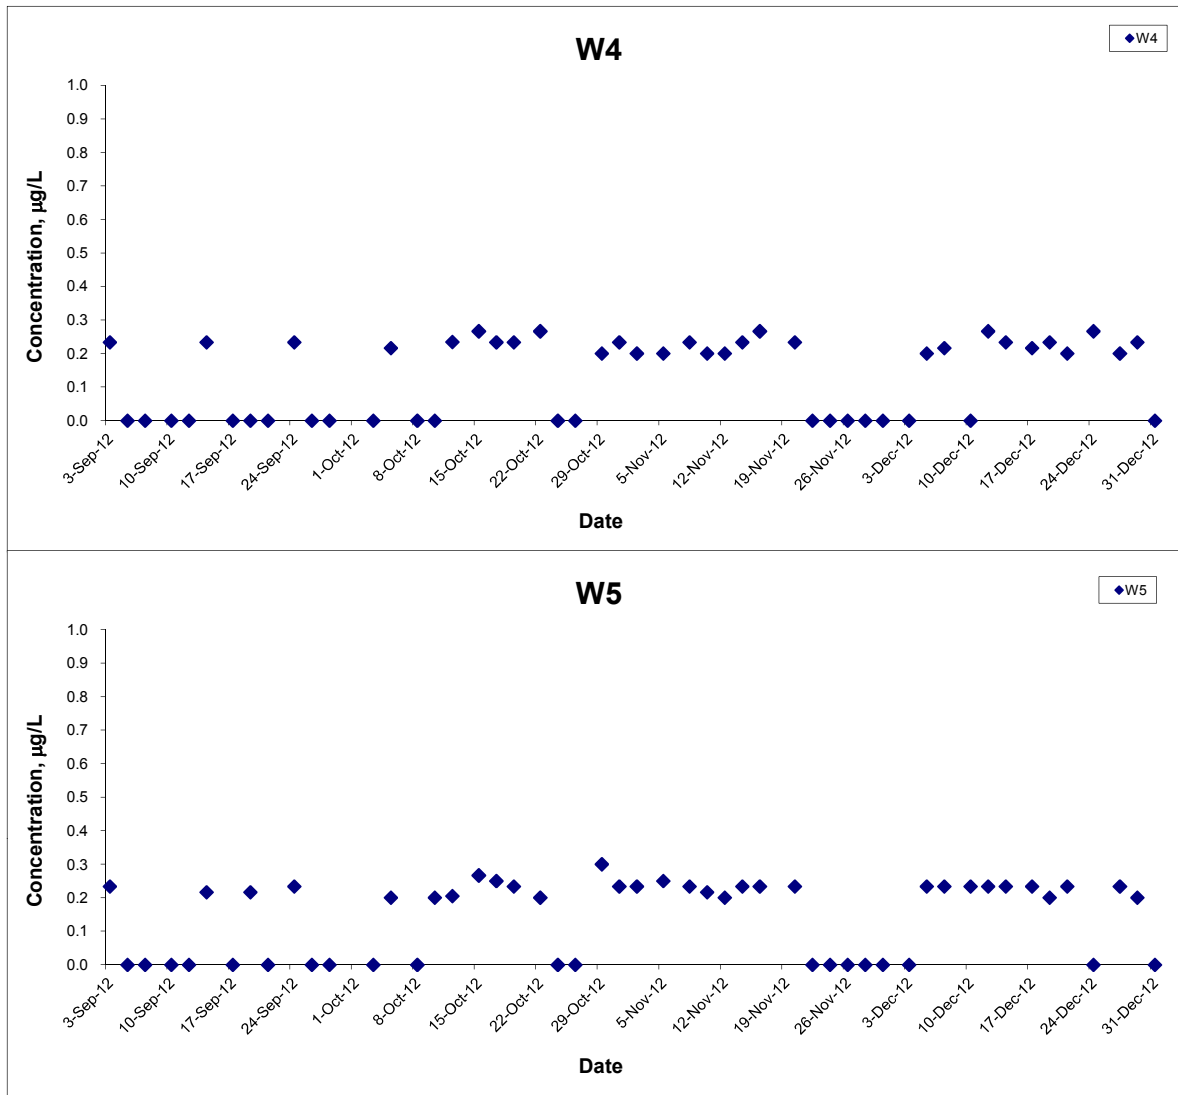 W4
W4
1.0
0.9
0.8
0.7
0.6
0.5
0.4
0.3
0.2
0.1
0.0
Concentration, µg/L
3-Sep-12
10-Sep-12
17-Sep-12
24-Sep-12
1-Oct-12
8-Oct-12
15-Oct-12
22-Oct-12
29-Oct-12
5-Nov-12
12-Nov-12
19-Nov-12
26-Nov-12
3-Dec-12
10-Dec-12
17-Dec-12
24-Dec-12
31-Dec-12
Date
W5
W5
1.0
0.9
0.8
0.7
0.6
0.5
0.4
0.3
0.2
0.1
0.0
Concentration, µg/L
3-Sep-12
10-Sep-12
17-Sep-12
24-Sep-12
1-Oct-12
8-Oct-12
15-Oct-12
22-Oct-12
29-Oct-12
5-Nov-12
12-Nov-12
19-Nov-12
26-Nov-12
3-Dec-12
10-Dec-12
17-Dec-12
24-Dec-12
31-Dec-12
Date